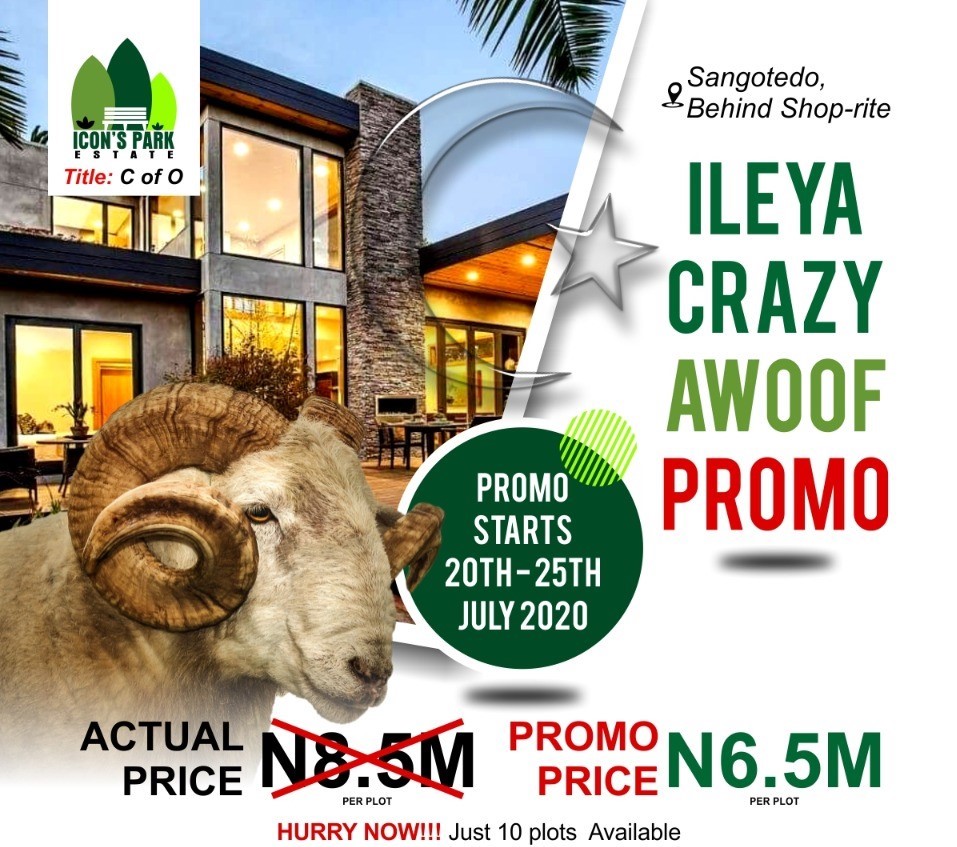 ICON'S PARK
ESTATE
Title: C of O
Sangotedo,
Behind Shop-rite
ILEYA
CRAZY
AWOOF
PROMO
PROMO
STARTS
20TH - 25TH
JULY 2020
ACTUAL
PRICE
N8.5M
PER PLOT
PROMO
PRICE
N6.5M
PER PLOT
HURRY NOW!!! Just 10 plots Available